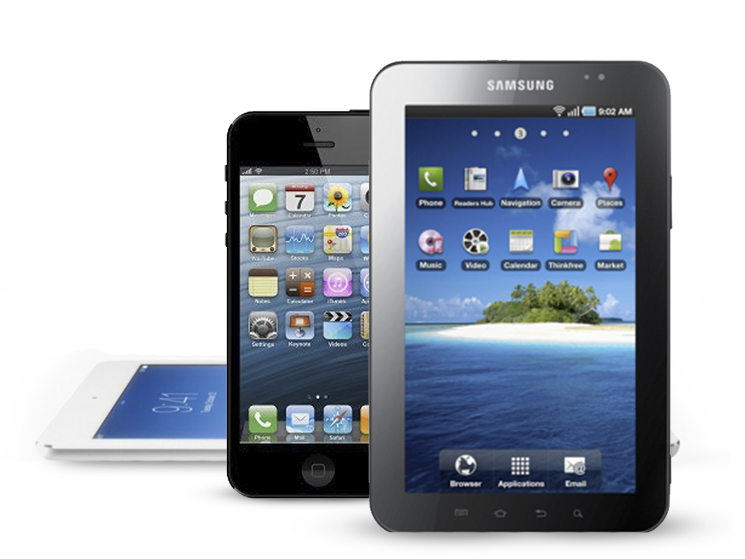 SAMSUNG
9:02 AM
3
Phone Readers Hub Navigation Camera Places
Music Video Calendar Thinkfree Market
Browser Applications Email
2:50 PM
7
Calendar Photos
YouTube Stocks Maps
Notes Calculator iTunes
Settings Keynote Videos
Phone Mail Safari
9:41